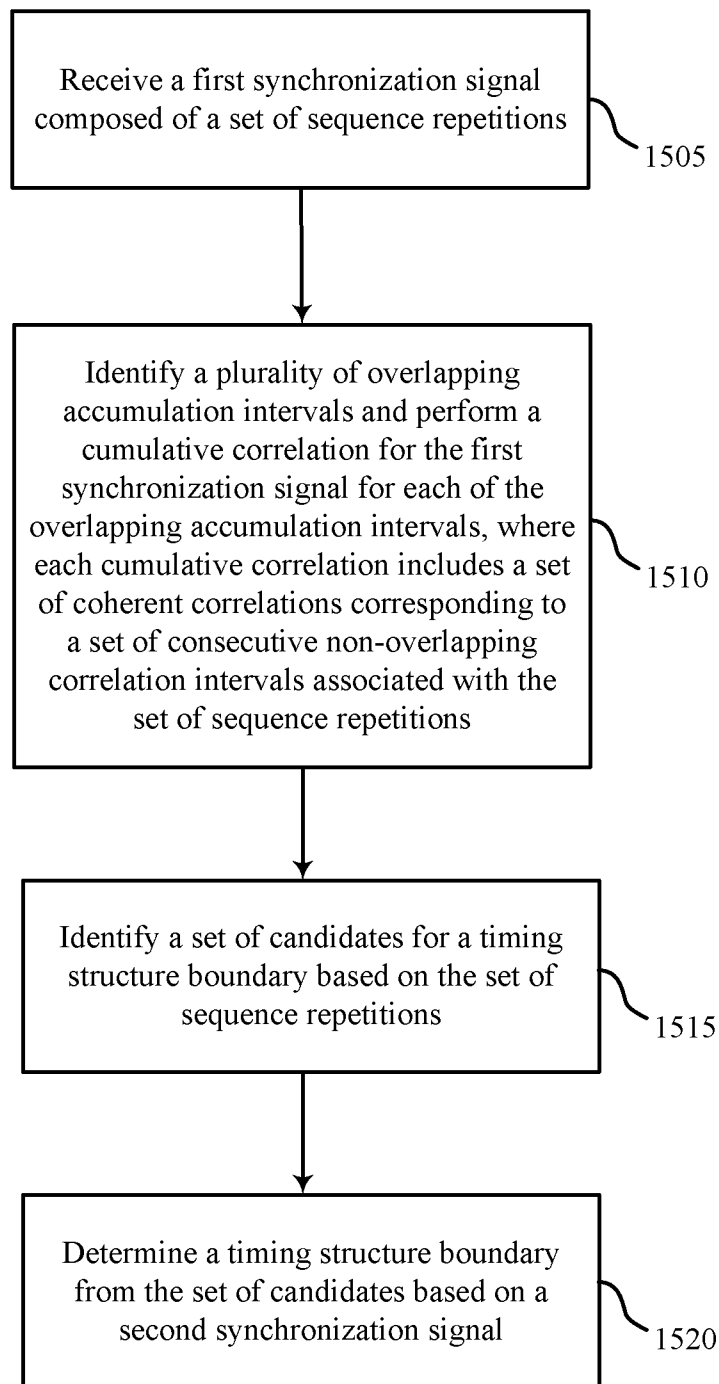 Receive a first synchronization signal
composed of a set of sequence repetitions
1505
Identify a plurality of overlapping
accumulation intervals and perform a
cumulative correlation for the first
synchronization signal for each of the
overlapping accumulation intervals, where
each cumulative correlation includes a set
of coherent correlations corresponding to
a set of consecutive non-overlapping
correlation intervals associated with the
set of sequence repetitions
1510
Identify a set of candidates for a timing
structure boundary based on the set of
sequence repetitions
1515
Determine a timing structure boundary
from the set of candidates based on a
second synchronization signal
1520